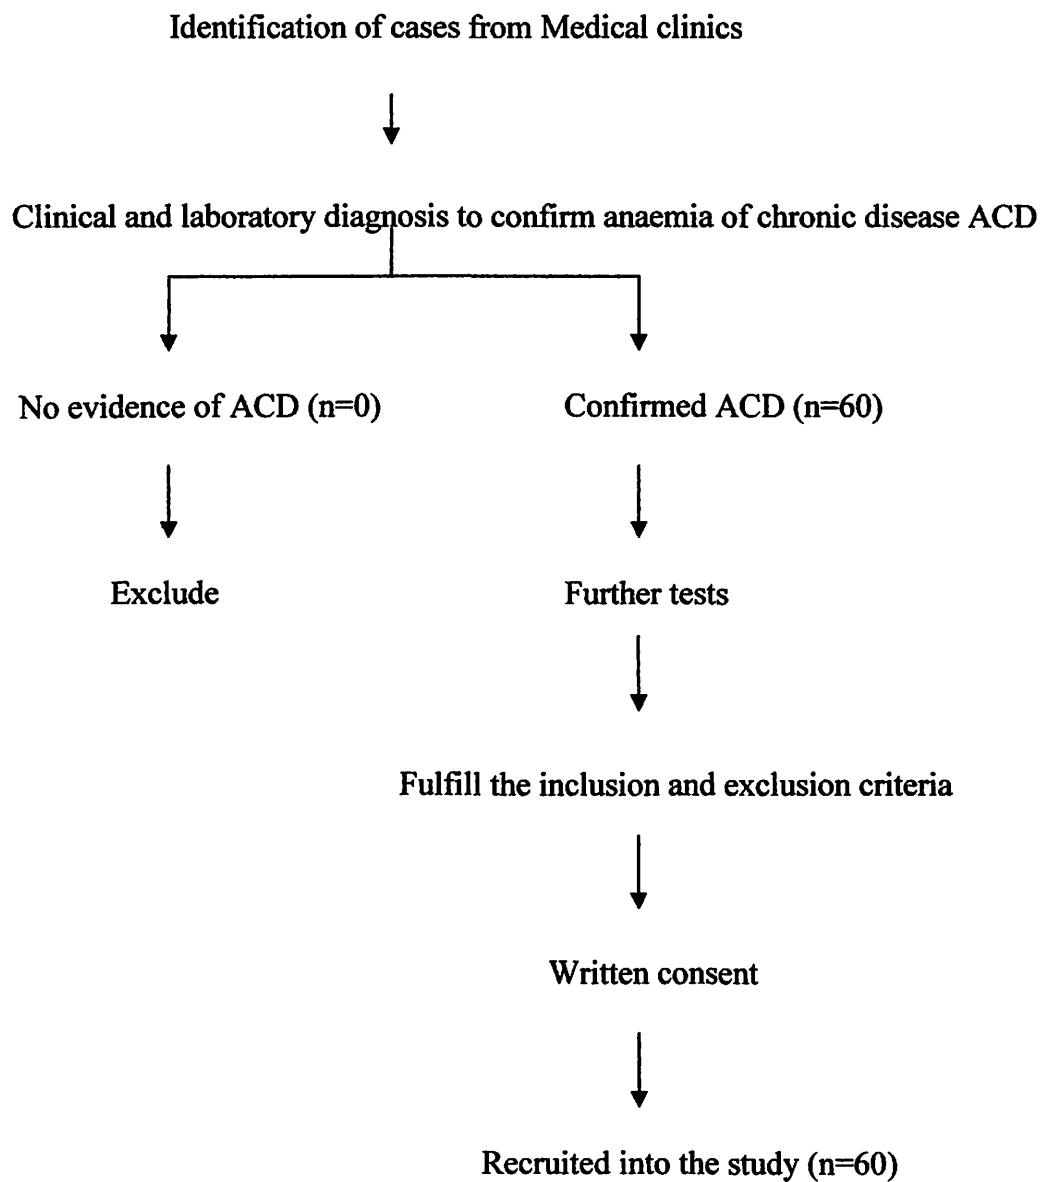 Identification of cases from Medical clinics
Clinical and laboratory diagnosis to confirm anaemia of chronic disease ACD
No evidence of ACD (n=0)
Confirmed ACD (n=60)
Exclude
Further tests
Fulfill the inclusion and exclusion criteria
Written consent
Recruited into the study (n=60)